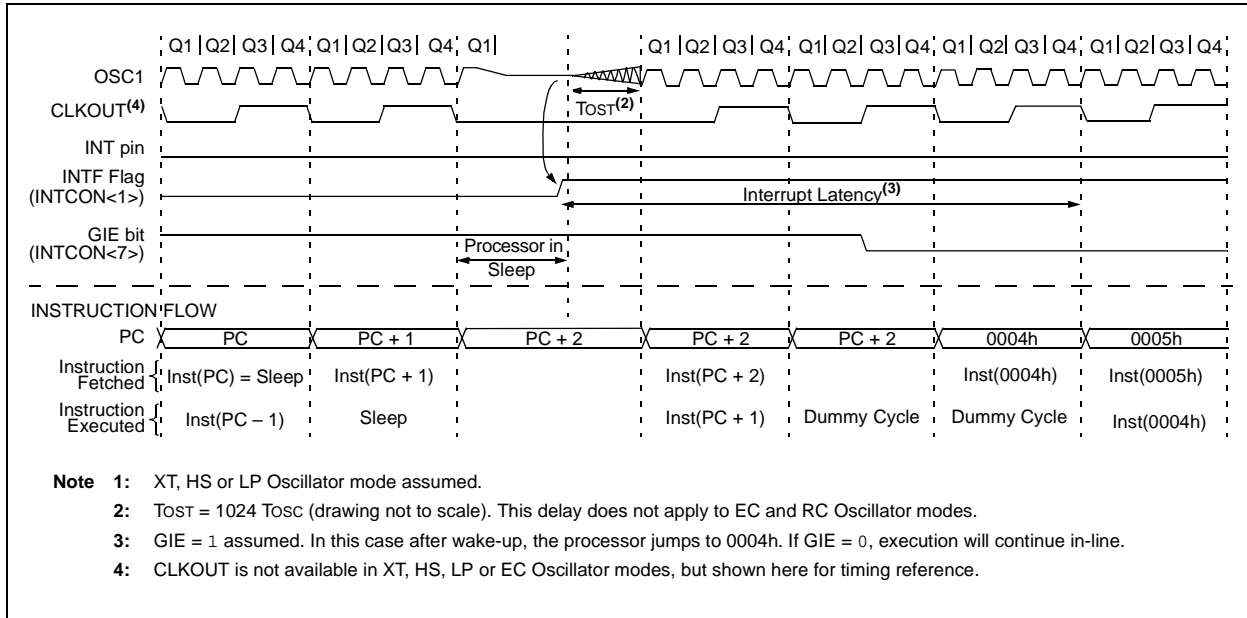 Q1 Q2 Q3 Q4 Q1 Q2 Q3 Q4 Q1 Q1 Q2 Q3 Q4 Q1 Q2 Q3 Q4 Q1 Q2 Q3 Q4 Q1 Q2 Q3 Q4
OSC1
CLKOUT(4) TOST(2)
INT pin
INTF Flag
(INTCON<1>) Interrupt Latency(3)
GIE bit
(INTCON<7>) Processor in
Sleep
INSTRUCTION FLOW
PC PC PC + 1 PC + 2 PC + 2 PC + 2 0004h 0005h
Instruction
Fetched { Inst(PC) = Sleep Inst(PC + 1) Inst(PC + 2) Inst(0004h) Inst(0005h)
Instruction
Executed { Inst(PC – 1) Sleep Inst(PC + 1) Dummy Cycle Dummy Cycle Inst(0004h)
Note 1: XT, HS or LP Oscillator mode assumed.
2: TOST = 1024 TOSC (drawing not to scale). This delay does not apply to EC and RC Oscillator modes.
3: GIE = 1 assumed. In this case after wake-up, the processor jumps to 0004h. If GIE = 0, execution will continue in-line.
4: CLKOUT is not available in XT, HS, LP or EC Oscillator modes, but shown here for timing reference.